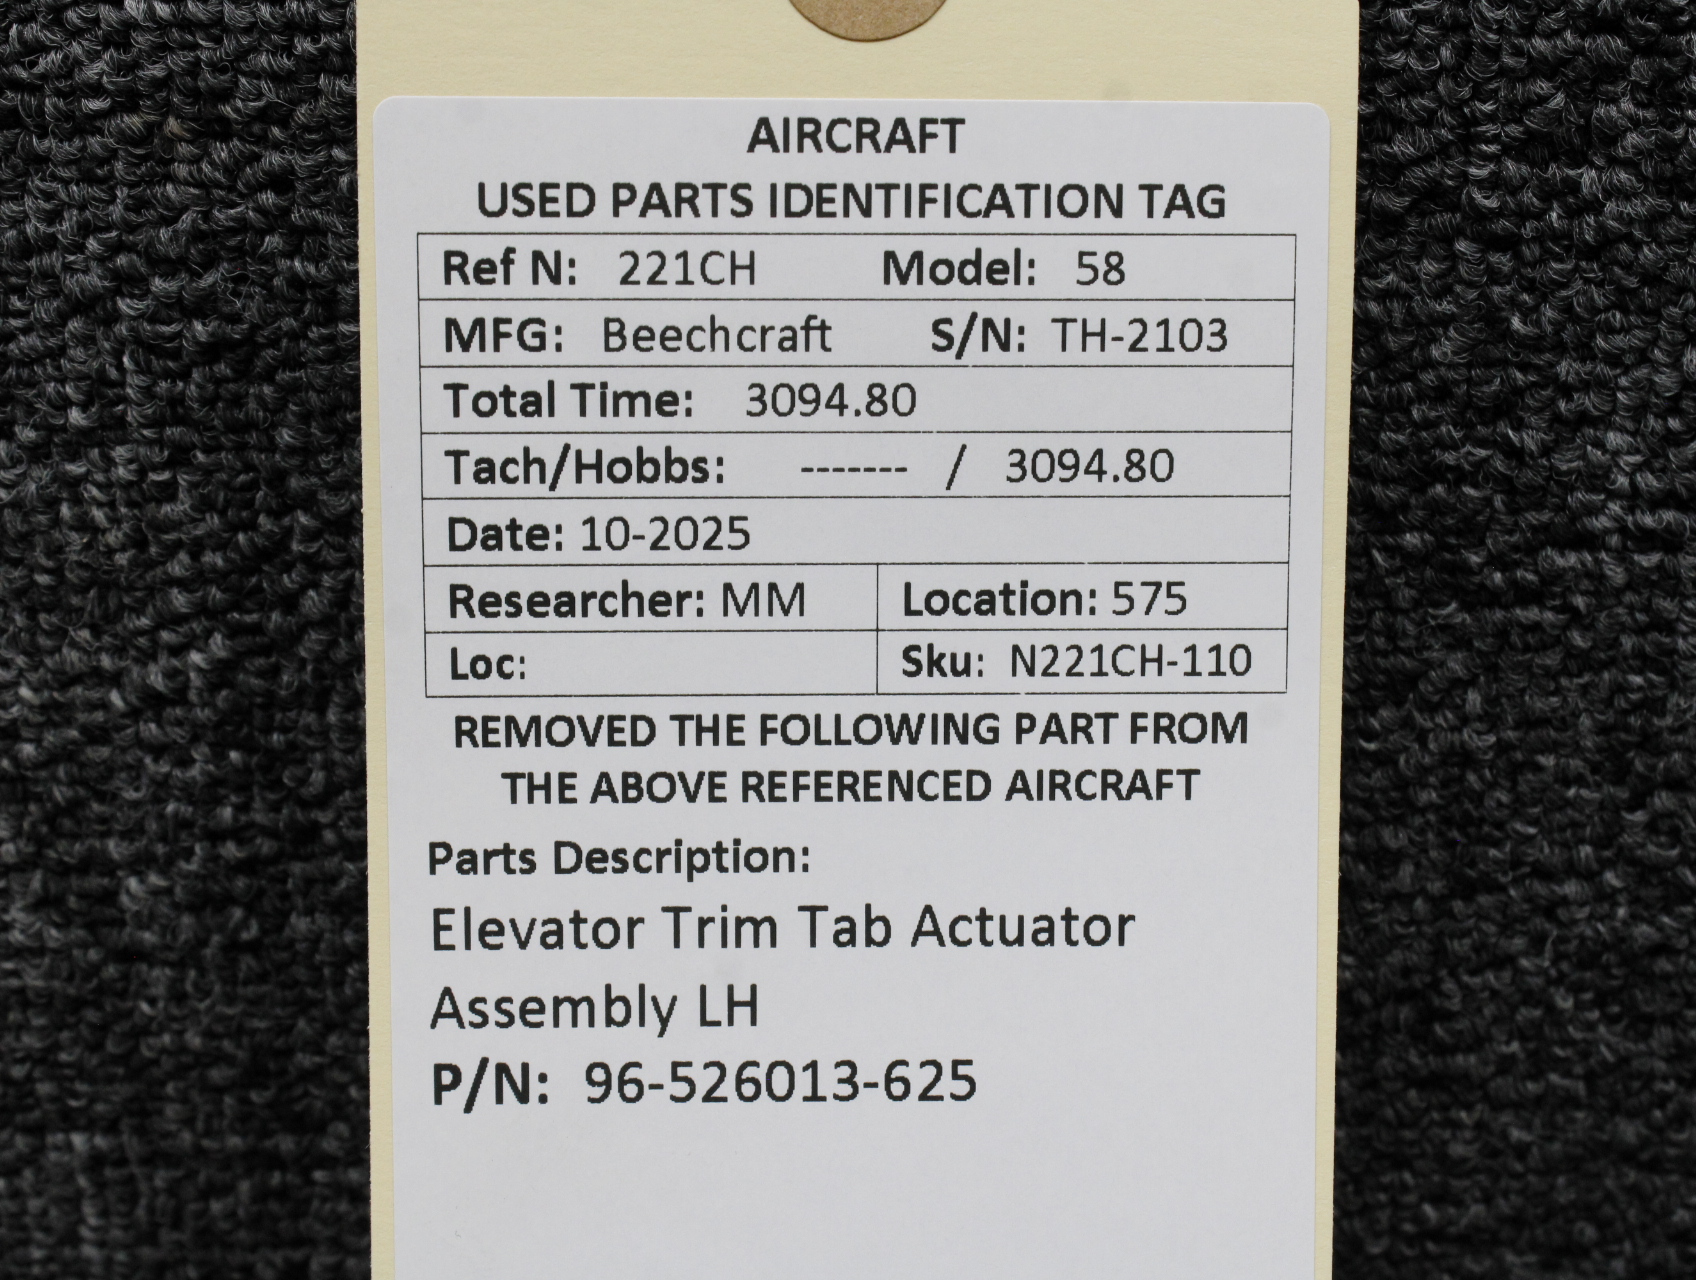 AIRCRAFT
USED PARTS IDENTIFICATION TAG
Ref N: 221CH Model: 58
MFG: Beechcraft S/N: TH-2103
Total Time: 3094.80
Tach/Hobbs: ------- / 3094.80
Date: 10-2025
Researcher: MM Location: 575
Loc: Sku: N221CH-110
REMOVED THE FOLLOWING PART FROM
THE ABOVE REFERENCED AIRCRAFT
Parts Description:
Elevator Trim Tab Actuator
Assembly LH
P/N: 96-526013-625